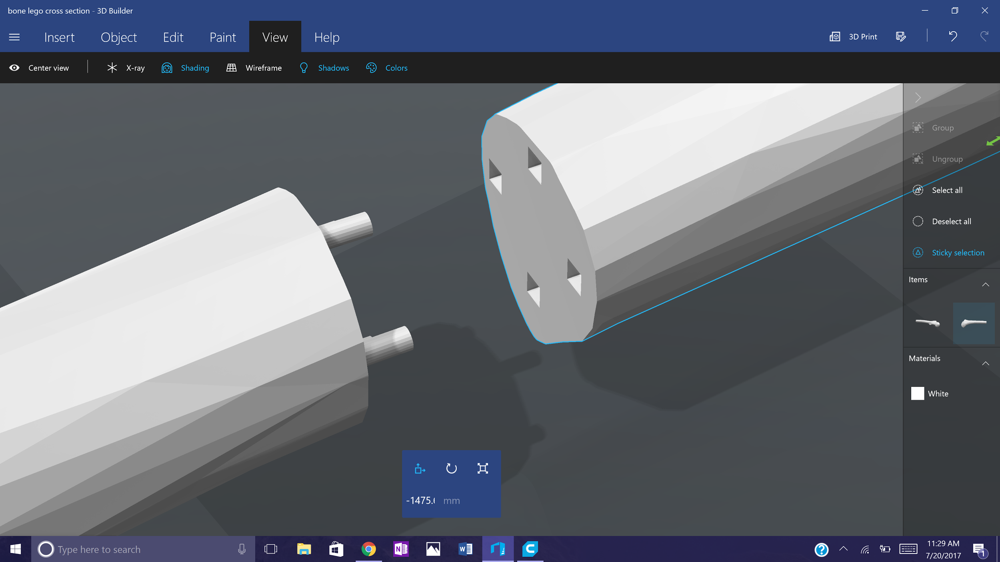 bone lego cross section - 3D Builder
Insert Object Edit Paint View Help
3D Print
Center view X-ray Shading Wireframe Shadows Colors
Group
Ungroup
Select all
Deselect all
Sticky selection
Items
Materials
White
-1475. mm
Type here to search
11:29 AM
7/20/2017
1